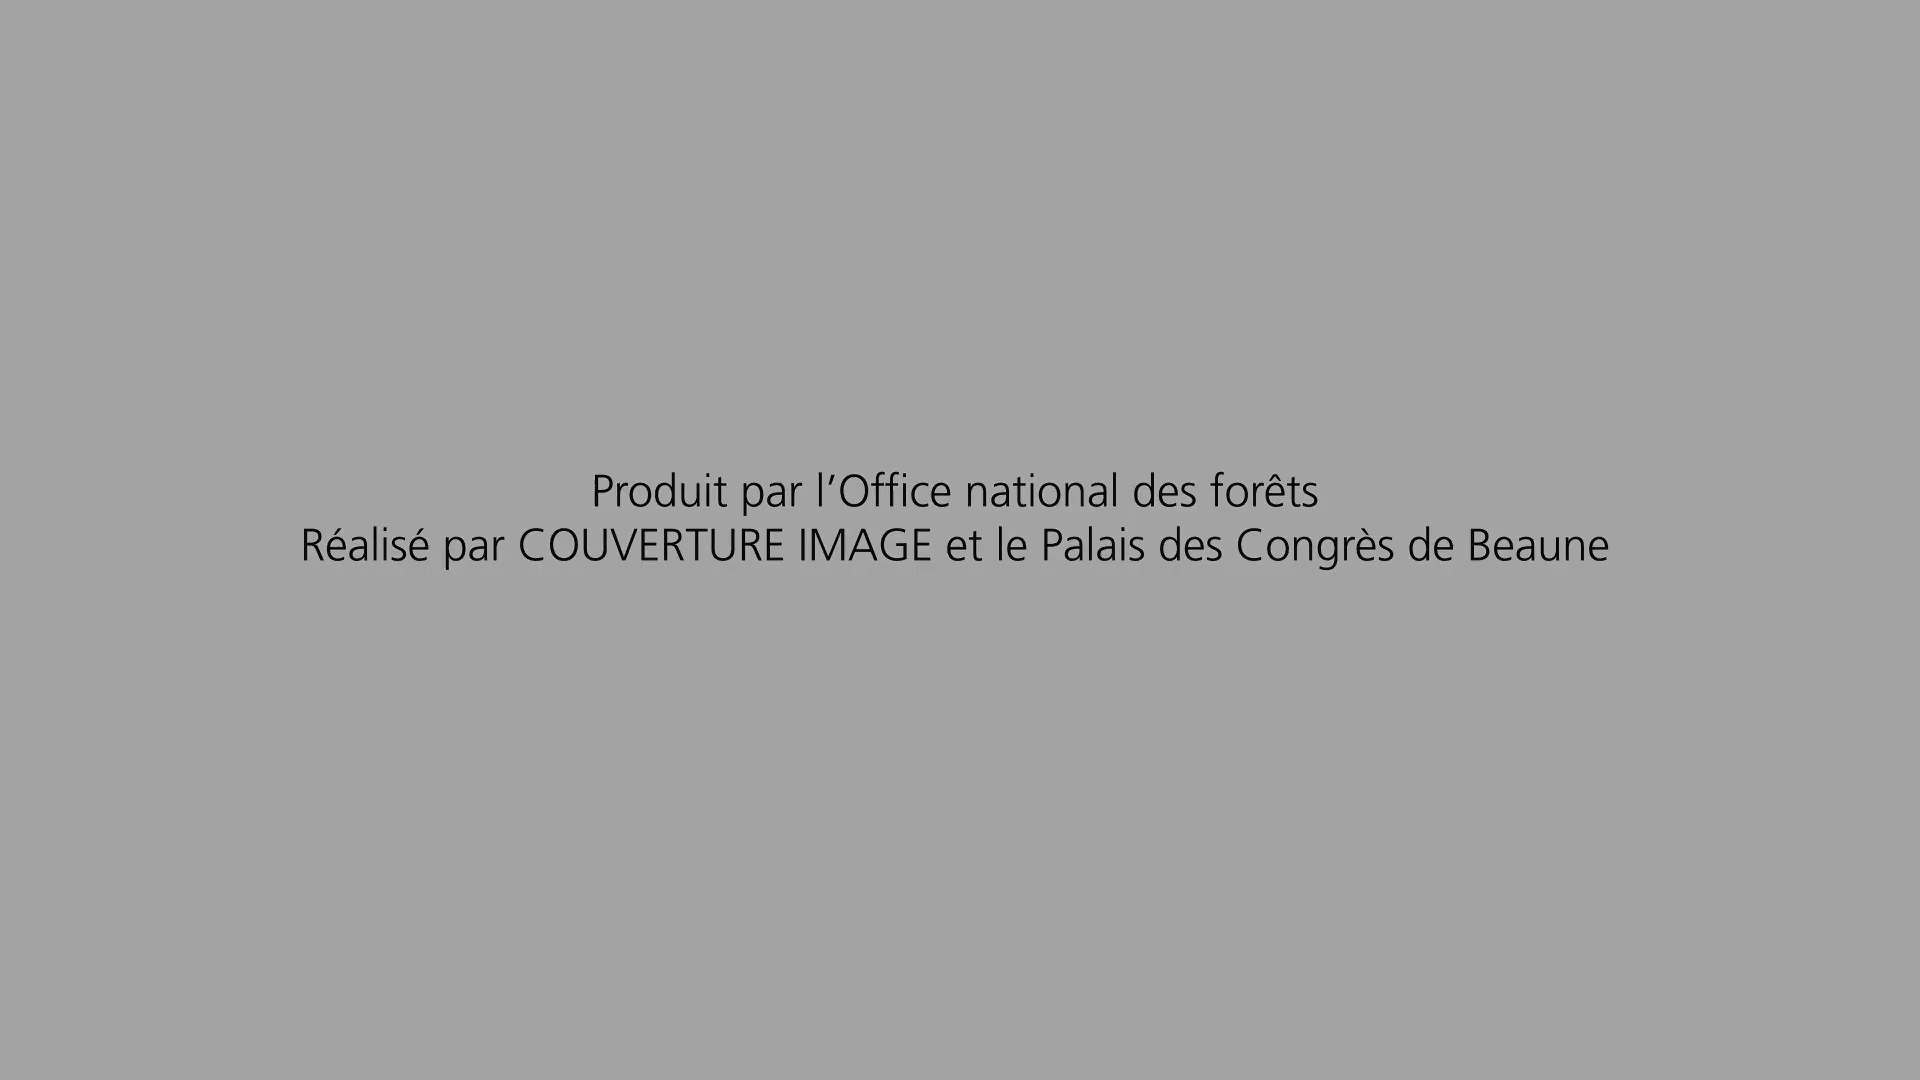 Produit par l’Office national des forêts
Réalisé par COUVERTURE IMAGE et le Palais des Congrès de Beaune